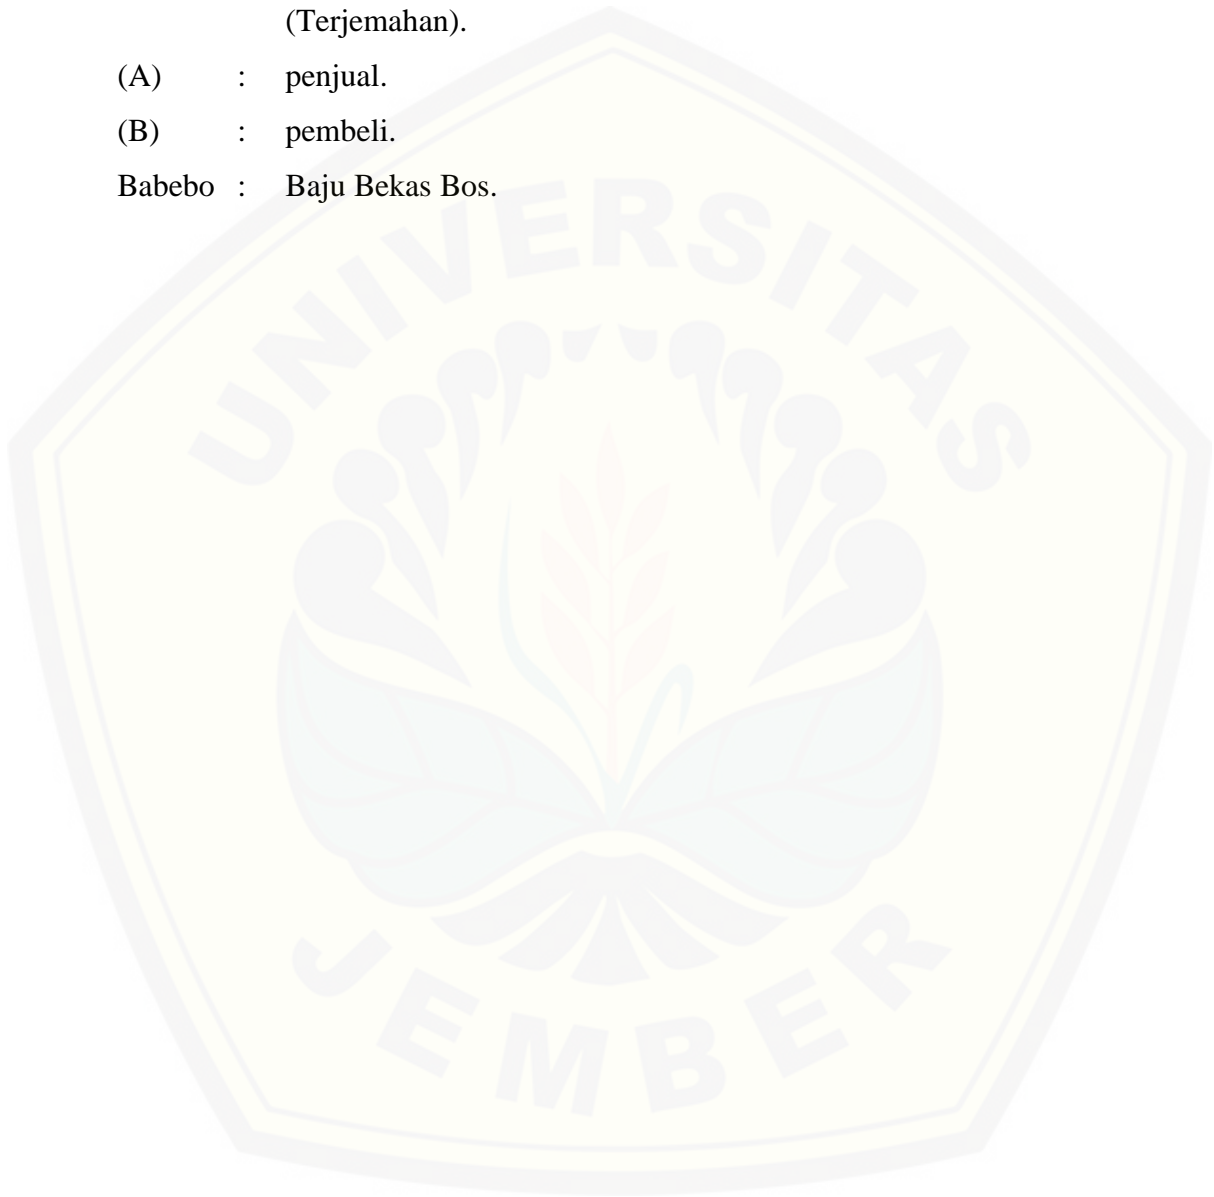 (Terjemahan).
(A) : penjual.
(B) : pembeli.
Babebo : Baju Bekas Bos.
UNIVERSITAS
JEMBER